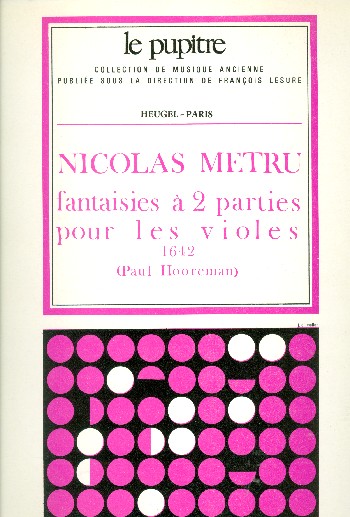 le pupitre
COLLECTION DE MUSIQUE ANCIENNE
PUBLIÉE SOUS LA DIRECTION DE FRANÇOIS LESURE
HEUGEL - PARIS
NICOLAS METRU
fantaisies à 2 parties
pour les violes
1642
(Paul Hooreman)